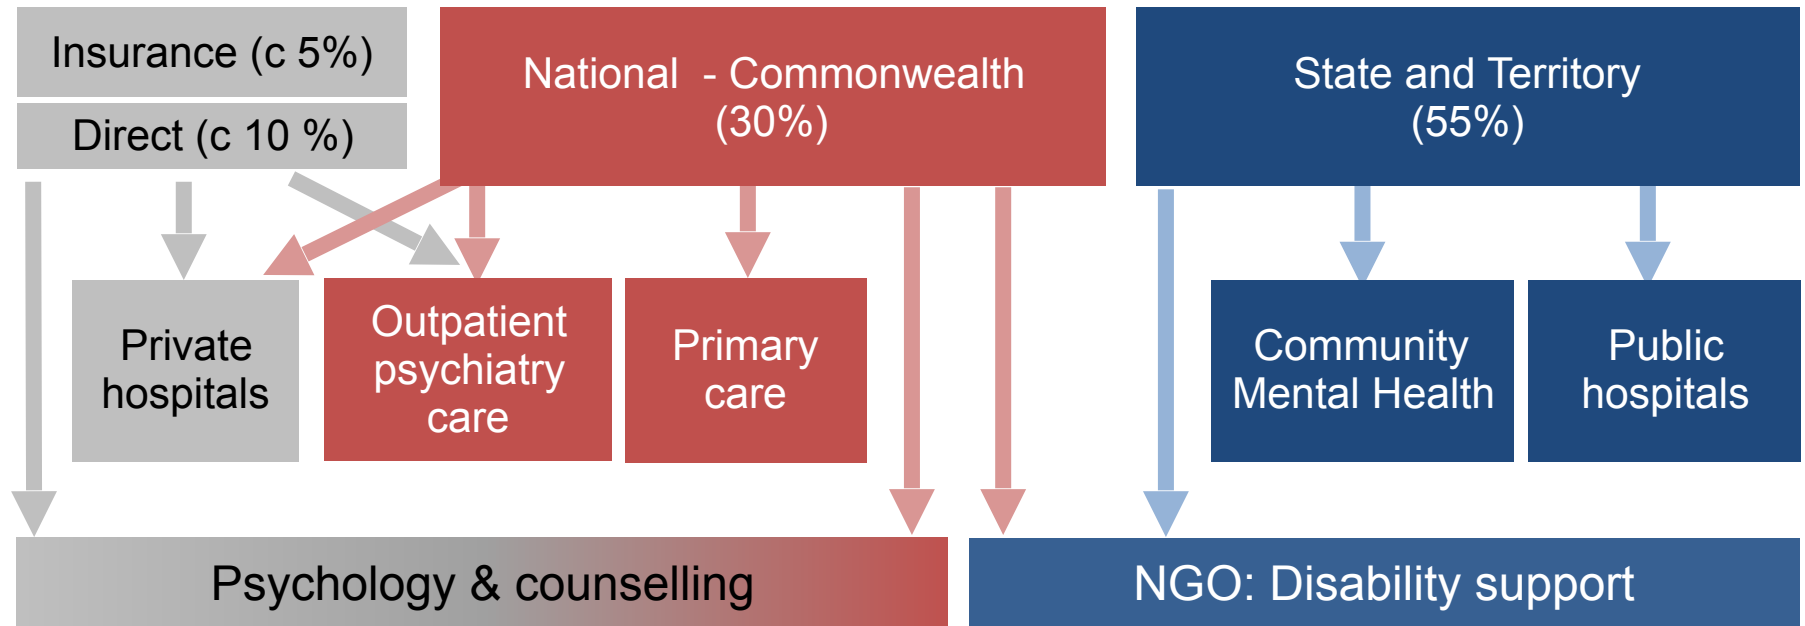 Insurance (c 5%)
Direct (c 10 %)
National  - Commonwealth
(30%)
State and Territory
(55%)
Private
hospitals
Outpatient
psychiatry
care
Primary
care
Community
Mental Health
Public
hospitals
Psychology & counselling
NGO: Disability support